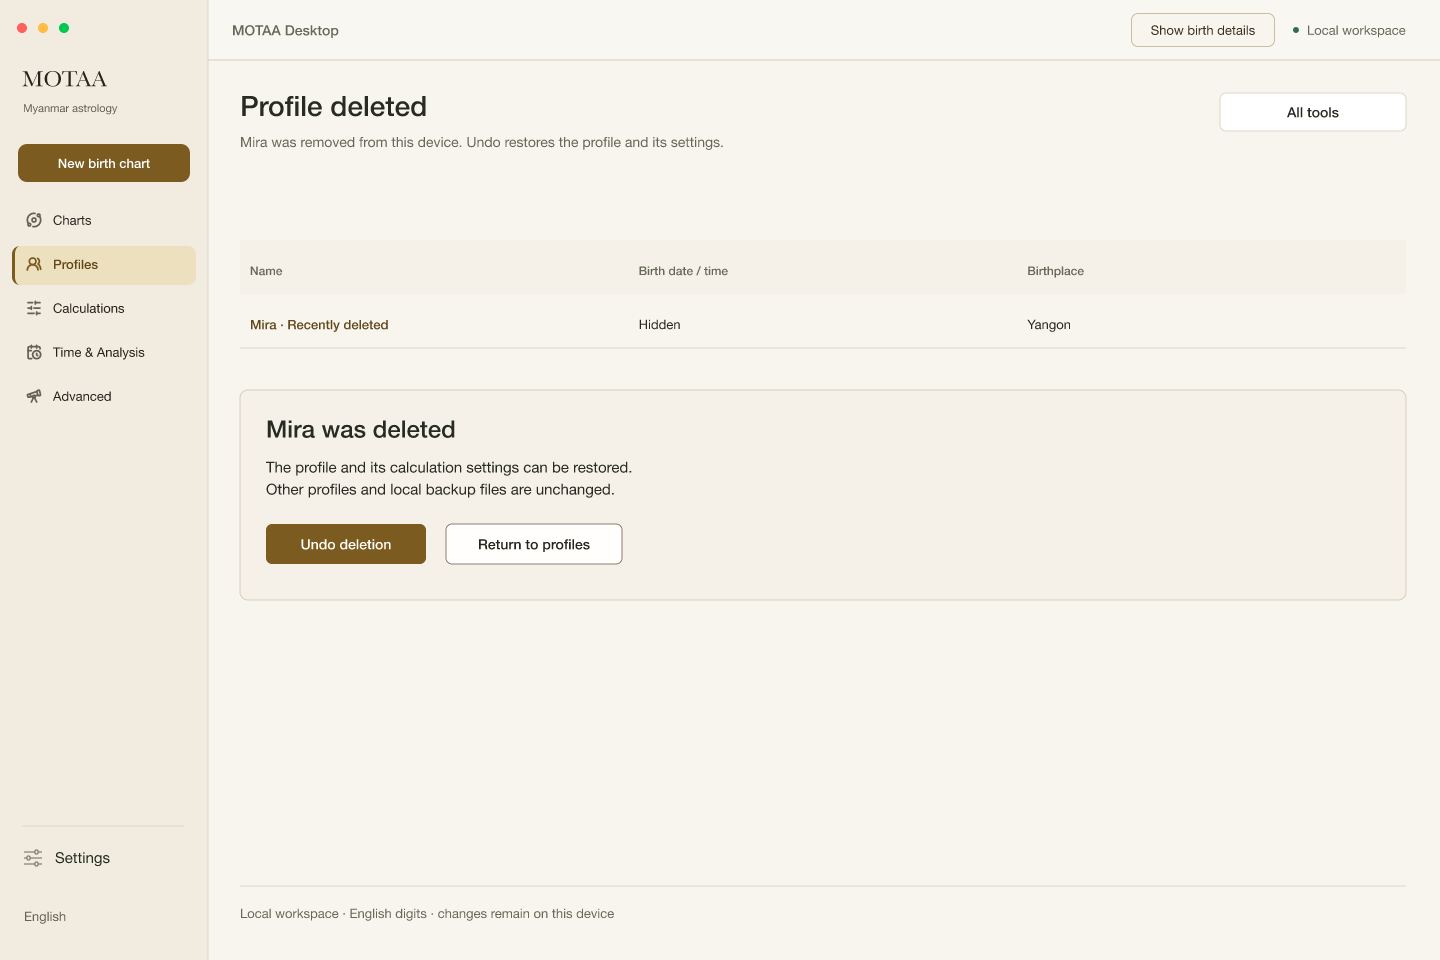 MOTAA
Myanmar astrology
New birth chart
Charts
Profiles
Calculations
Time & Analysis
Advanced
Settings
English
MOTAA Desktop
Show birth details
Local workspace
Profile deleted
Mira was removed from this device. Undo restores the profile and its settings.
All tools
Name Birth date / time Birthplace
Mira · Recently deleted Hidden Yangon
Mira was deleted
The profile and its calculation settings can be restored.
Other profiles and local backup files are unchanged.
Undo deletion
Return to profiles
Local workspace · English digits · changes remain on this device